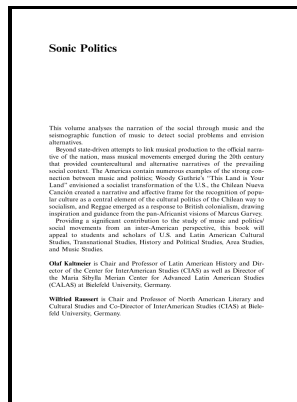 Sonic Politics
This volume analyses the narration of the social through music and the
seismographic function of music to detect social problems and envision
alternatives.
Beyond state-driven attempts to link musical production to the official narra-
tive of the nation, mass musical movements emerged during the 20th century
that provided countercultural and alternative narratives of the prevailing
social context. The Americas contain numerous examples of the strong con-
nection between music and politics; Woody Guthrie's "This Land is Your
Land" envisioned a socialist transformation of the U.S., the Chilean Nueva
Canción created a narrative and affective frame for the recognition of popu-
lar culture as a central element of the cultural politics of the Chilean way to
socialism, and Reggae emerged as a response to British colonialism, drawing
inspiration and guidance from the pan-Africanist visions of Marcus Garvey.
Providing a significant contribution to the study of music and politics/
social movements from an inter-American perspective, this book will
appeal to students and scholars of U.S. and Latin American Cultural
Studies, Transnational Studies, History and Political Studies, Area Studies,
and Music Studies.
Olaf Kaltmeier is Chair and Professor of Latin American History and Dir-
ector of the Center for InterAmerican Studies (CIAS) as well as Director of
the Maria Sibylla Merian Center for Advanced Latin American Studies
(CALAS) at Bielefeld University, Germany.
Wilfried Raussert is Chair and Professor of North American Literary and
Cultural Studies and Co-Director of InterAmerican Studies (CIAS) at Biele-
feld University, Germany.